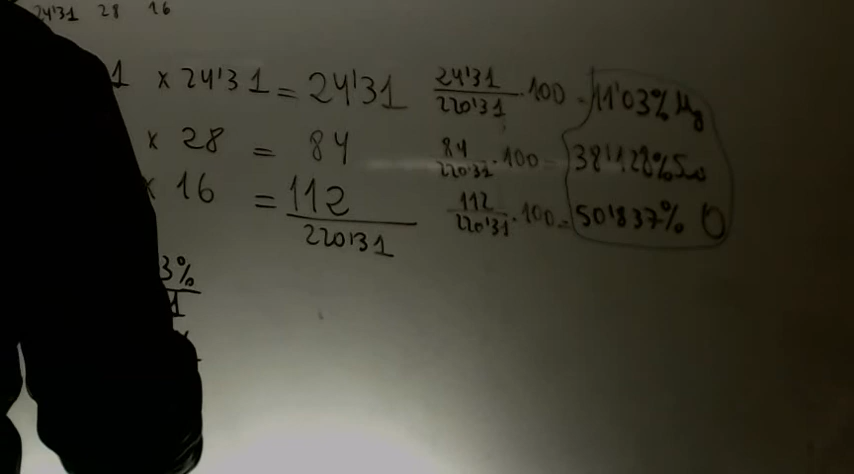 24'31 28 16
1 x 24'31 = 24'31 24'31/220'31 · 100 = 11'03% Mg
x 28 = 84 84/220'31 · 100 = 38'128%
x 16 = 112 112/220'31 · 100 = 50'837% O
220'31
3%
1